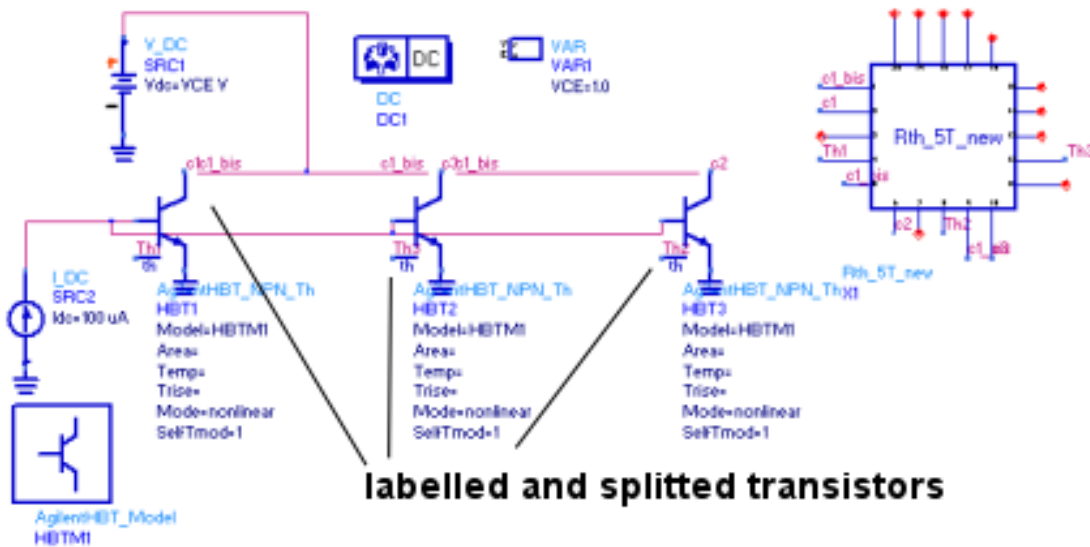 V_DC
SRC1
Vdc=VCE V
DC
DC
DC1
VAR
VAR1
VCE=1.0
c1_bis
c1
Th1
c1_bis
Rth_5T_new
Th3
c2
Th2
Rth_5T_new
X1
c1c1_bis
c1_bis
c2
Th1
th
Th3
th
Th2
th
I_DC
SRC2
Idc=100 uA
AgilentHBT_NPN_Th
HBT1
Model=HBTM1
Area=
Temp=
Trise=
Mode=nonlinear
SelfTmod=1
AgilentHBT_NPN_Th
HBT2
Model=HBTM1
Area=
Temp=
Trise=
Mode=nonlinear
SelfTmod=1
AgilentHBT_NPN_Th
HBT3
Model=HBTM1
Area=
Temp=
Trise=
Mode=nonlinear
SelfTmod=1
labelled and splitted transistors
AgilentHBT_Model
HBTM1